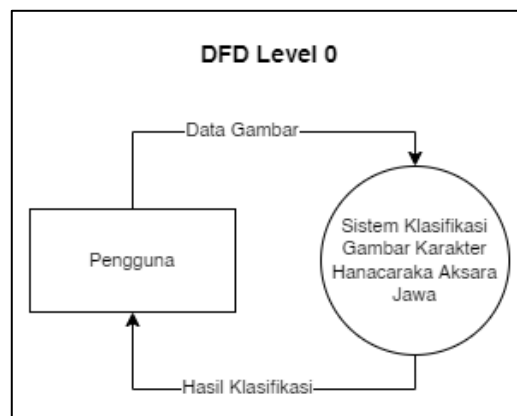 DFD Level 0
Data Gambar
Pengguna
Sistem Klasifikasi
Gambar Karakter
Hanacaraka Aksara
Jawa
Hasil Klasifikasi